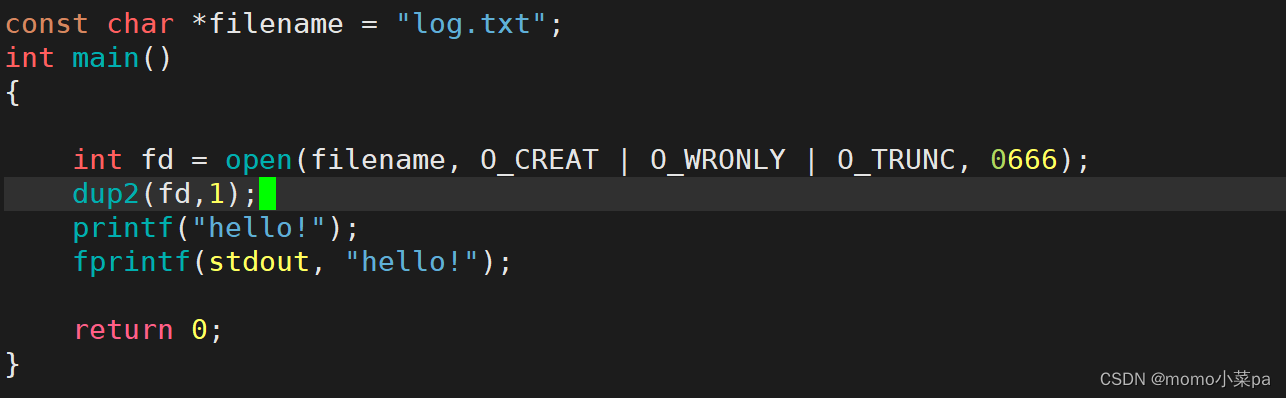 const char *filename = "log.txt";
int main()
{
    int fd = open(filename, O_CREAT | O_WRONLY | O_TRUNC, 0666);
    dup2(fd,1);
    printf("hello!");
    fprintf(stdout, "hello!");
    return 0;
}
CSDN @momo小菜pa